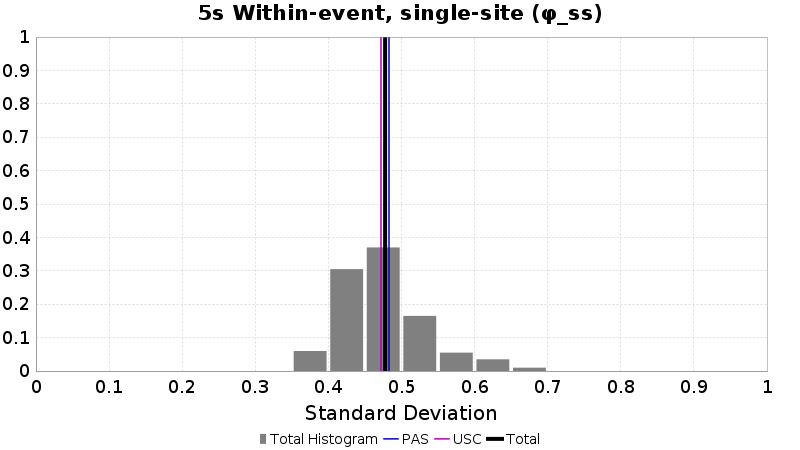 5s Within-event, single-site (φ_ss)
1
0.9
0.8
0.7
0.6
0.5
0.4
0.3
0.2
0.1
0
0 0.1 0.2 0.3 0.4 0.5 0.6 0.7 0.8 0.9 1
Standard Deviation
Total Histogram PAS USC Total